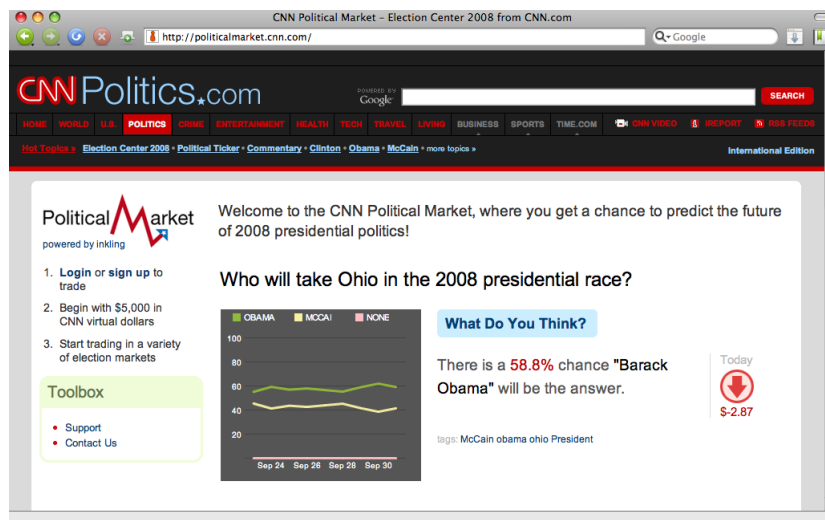 CNN Political Market – Election Center 2008 from CNN.com
http://politicalmarket.cnn.com/
Google
CNNPolitics.com
POWERED BY Google
SEARCH
HOME WORLD U.S. POLITICS CRIME ENTERTAINMENT HEALTH TECH TRAVEL LIVING BUSINESS SPORTS TIME.COM CNN VIDEO IREPORT RSS FEEDS
Hot Topics » Election Center 2008 • Political Ticker • Commentary • Clinton • Obama • McCain • more topics »
International Edition
Political Market
powered by inkling
1. Login or sign up to
trade
2. Begin with $5,000 in
CNN virtual dollars
3. Start trading in a variety
of election markets
Toolbox
• Support
• Contact Us
Welcome to the CNN Political Market, where you get a chance to predict the future
of 2008 presidential politics!
Who will take Ohio in the 2008 presidential race?
OBAMA MCCAI NONE
100
80
60
40
20
Sep 24 Sep 26 Sep 28 Sep 30
What Do You Think?
There is a 58.8% chance "Barack
Obama" will be the answer.
Today
$-2.87
tags: McCain obama ohio President